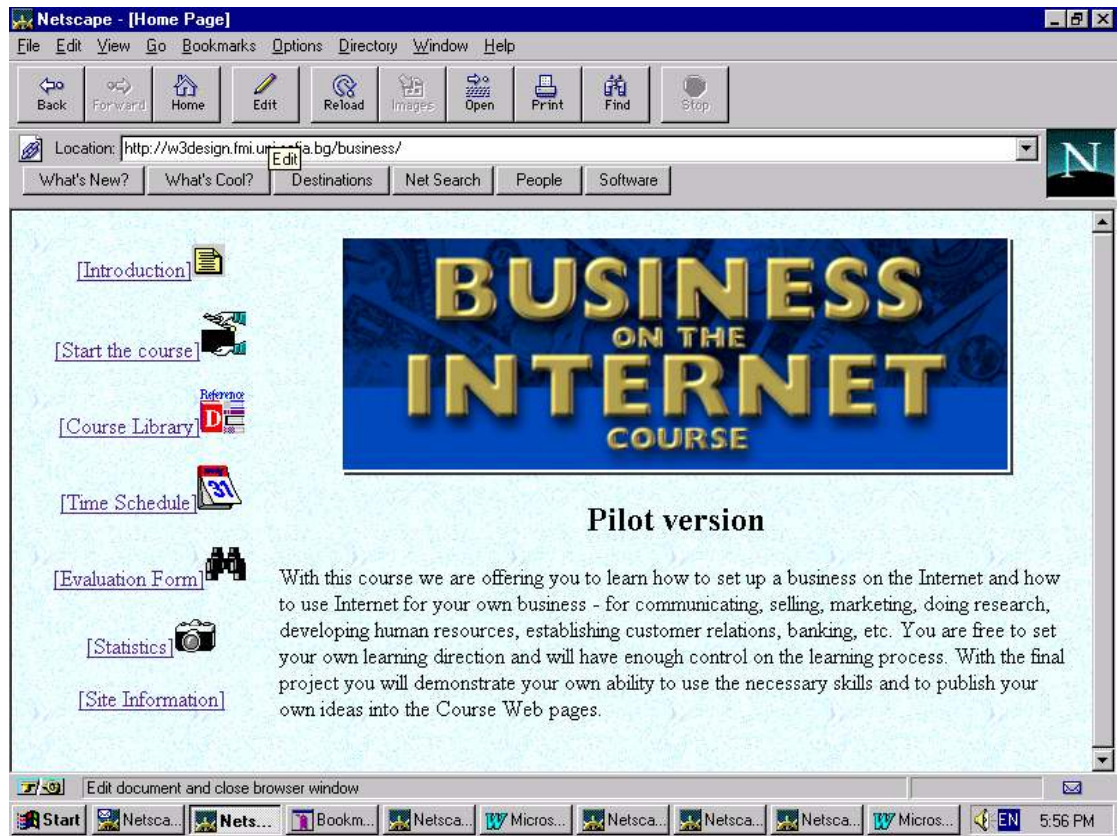 Netscape - [Home Page]
File Edit View Go Bookmarks Options Directory Window Help
Back Forward Home Edit Reload Images Open Print Find Stop
Location: http://w3design.fmi.uni-sofia.bg/business/
Edit
What's New? What's Cool? Destinations Net Search People Software
N
[Introduction]
[Start the course]
Reference
D
[Course Library]
31
[Time Schedule]
[Evaluation Form]
[Statistics]
[Site Information]
BUSINESS
ON THE
INTERNET
COURSE
Pilot version
With this course we are offering you to learn how to set up a business on the Internet and how
to use Internet for your own business - for communicating, selling, marketing, doing research,
developing human resources, establishing customer relations, banking, etc. You are free to set
your own learning direction and will have enough control on the learning process. With the final
project you will demonstrate your own ability to use the necessary skills and to publish your
own ideas into the Course Web pages.
Edit document and close browser window
Start Netsca... Nets... Bookm... Netsca... Micros... Netsca... Netsca... Netsca... Micros... EN 5:56 PM